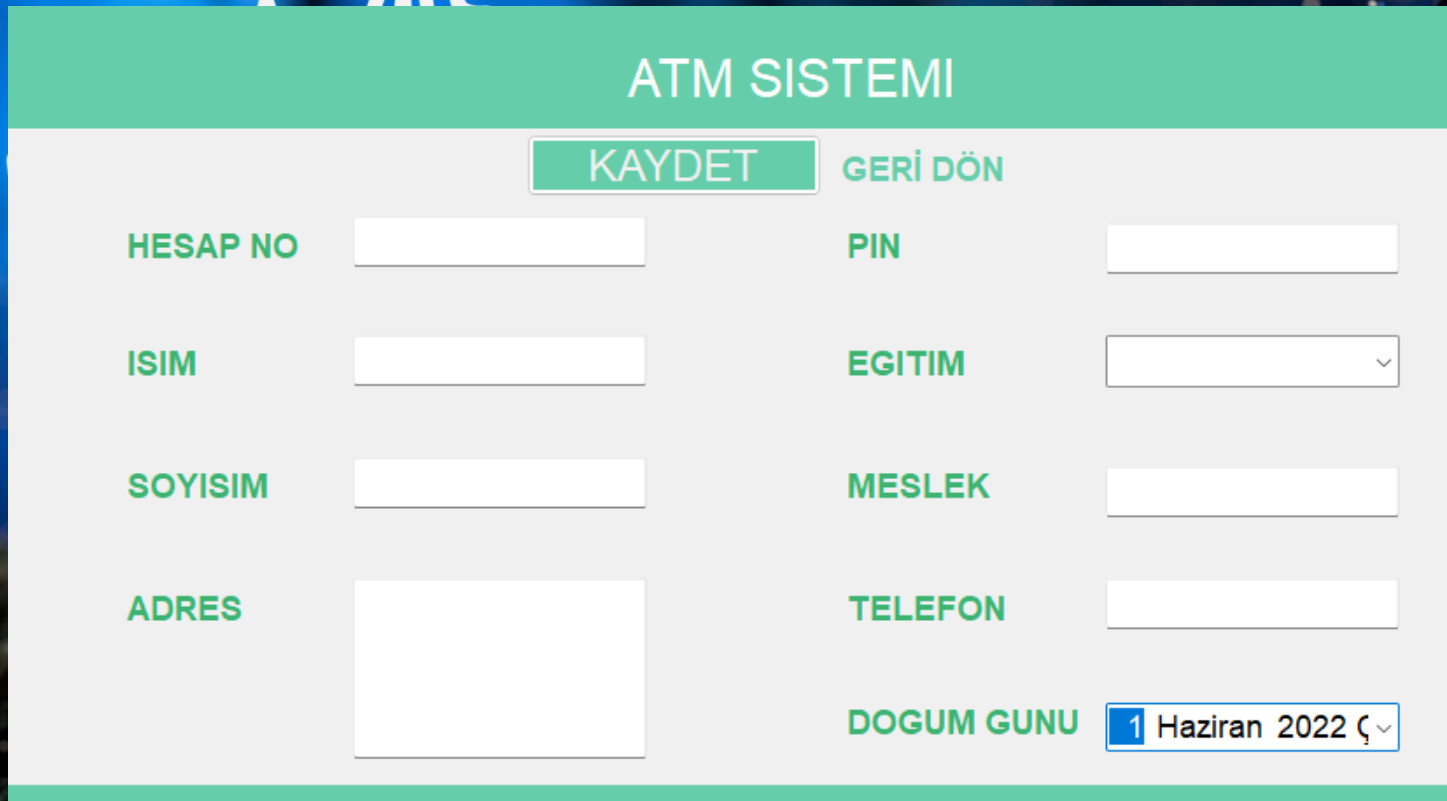 ATM SISTEMI
KAYDET GERİ DÖN
HESAP NO
PIN
ISIM
EGITIM
SOYISIM
MESLEK
ADRES
TELEFON
DOGUM GUNU
1 Haziran 2022 Ç